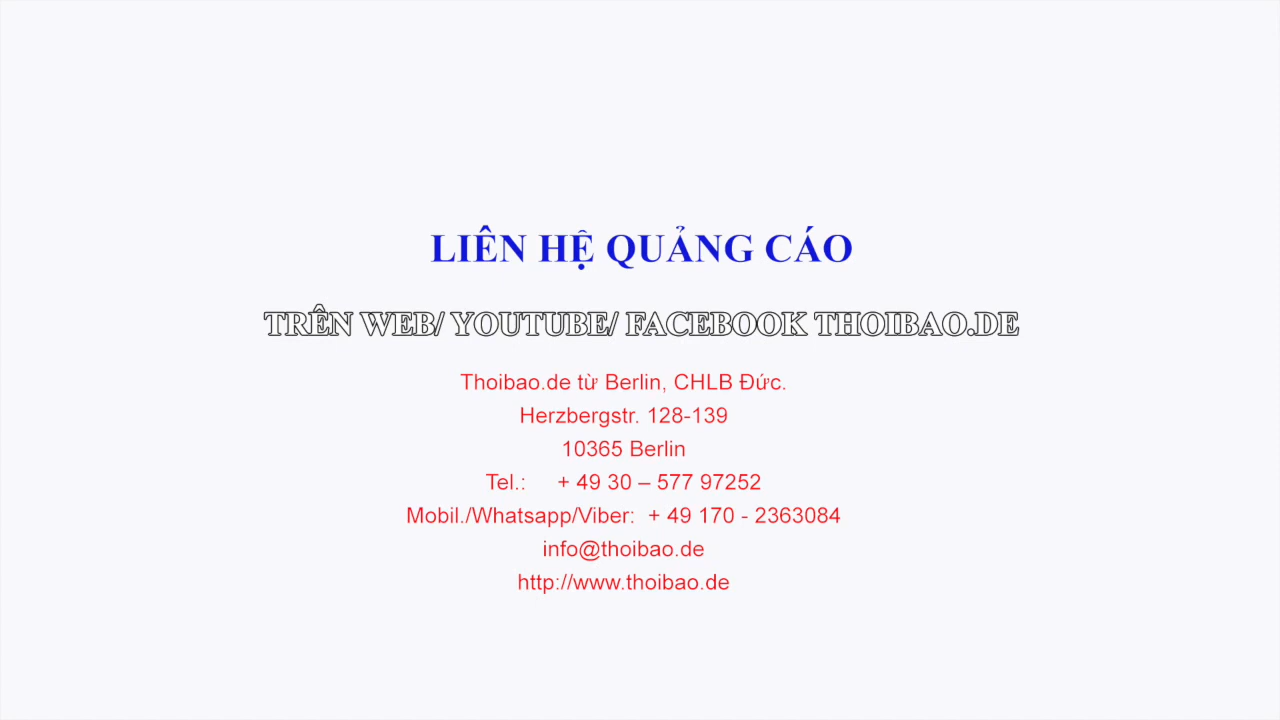 LIÊN HỆ QUẢNG CÁO
TRÊN WEB/ YOUTUBE/ FACEBOOK THOIBAO.DE
Thoibao.de từ Berlin, CHLB Đức.
Herzbergstr. 128-139
10365 Berlin
Tel.: + 49 30 – 577 97252
Mobil./Whatsapp/Viber: + 49 170 - 2363084
info@thoibao.de
http://www.thoibao.de